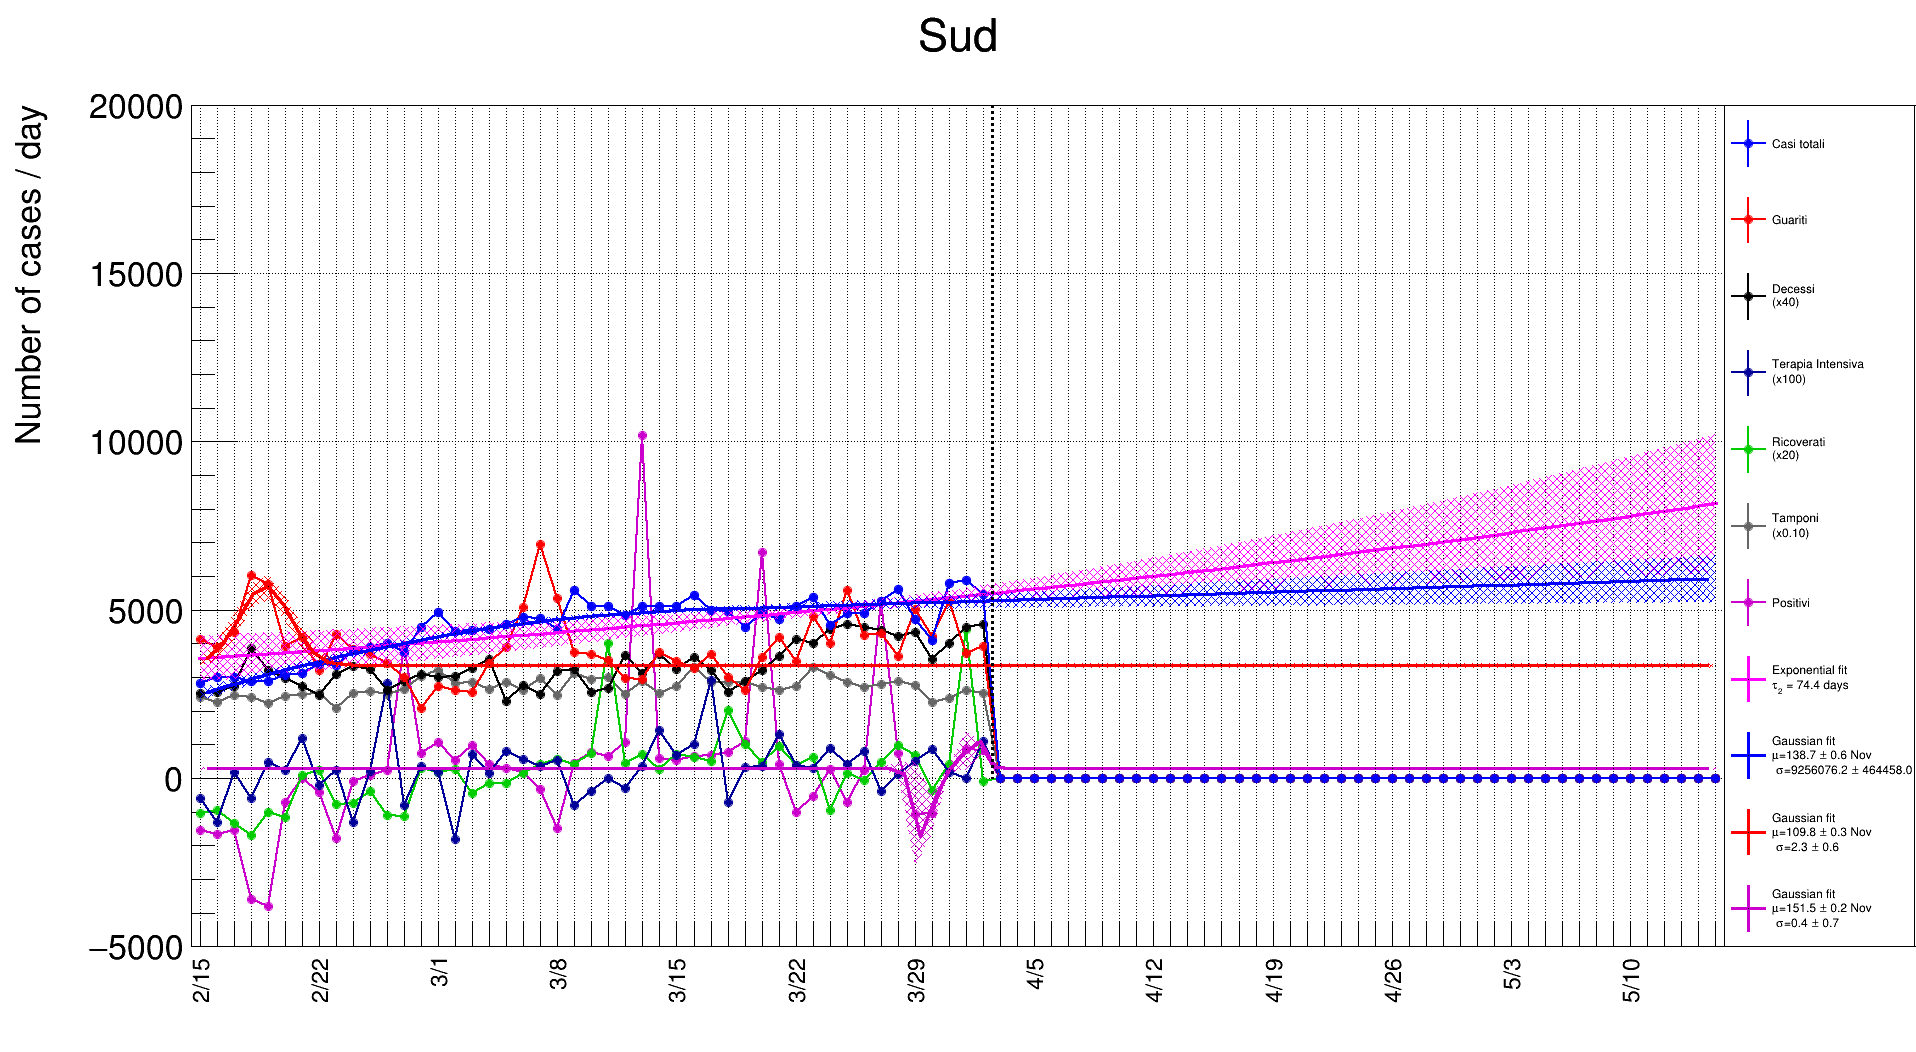 Sud
Number of cases / day
20000
15000
10000
5000
0
−5000
2/15
2/22
3/1
3/8
3/15
3/22
3/29
4/5
4/12
4/19
4/26
5/3
5/10
Casi totali
Guariti
Decessi
(x40)
Terapia Intensiva
(x100)
Ricoverati
(x20)
Tamponi
(x0.10)
Positivi
Exponential fit
τ2 = 74.4 days
Gaussian fit
μ=138.7 ± 0.6 Nov
σ=9256076.2 ± 464458.0
Gaussian fit
μ=109.8 ± 0.3 Nov
σ=2.3 ± 0.6
Gaussian fit
μ=151.5 ± 0.2 Nov
σ=0.4 ± 0.7